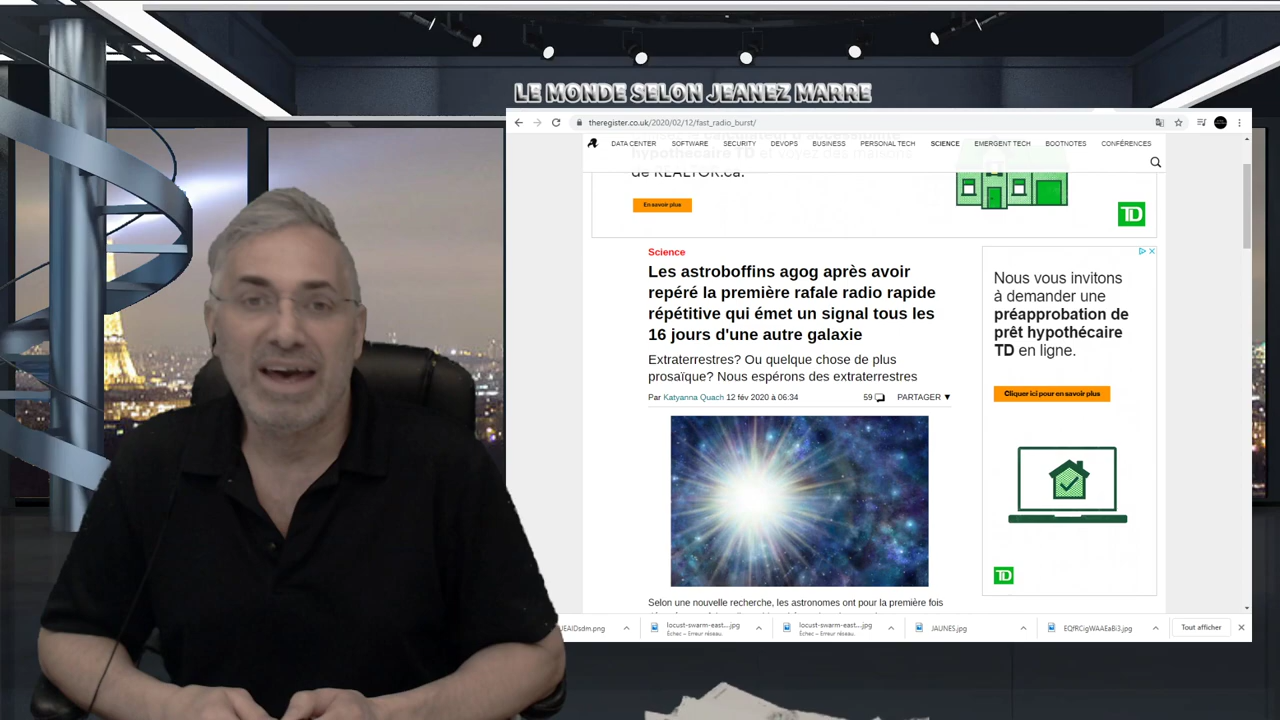 LE MONDE SELON JEANEZ MARRE
theregister.co.uk/2020/02/12/fast_radio_burst/
DATA CENTER SOFTWARE SECURITY DEVOPS BUSINESS PERSONAL TECH SCIENCE EMERGENT TECH BOOTNOTES CONFÉRENCES
hypothécaire TD et voyez des maisons
de REALTOR.ca.
En savoir plus
TD
Science
Les astroboffins agog après avoir
repéré la première rafale radio rapide
répétitive qui émet un signal tous les
16 jours d'une autre galaxie
Extraterrestres? Ou quelque chose de plus
prosaïque? Nous espérons des extraterrestres
Par Katyanna Quach 12 fév 2020 à 06:34 59 PARTAGER ▼
Selon une nouvelle recherche, les astronomes ont pour la première fois
Nous vous invitons
à demander une
préapprobation de
prêt hypothécaire
TD en ligne.
Cliquer ici pour en savoir plus
TD
locust-swarm-east....jpg
Échec – Erreur réseau.
locust-swarm-east....jpg
Échec – Erreur réseau.
JAUNES.jpg
EQfRCigWAAEaBi3.jpg
Tout afficher